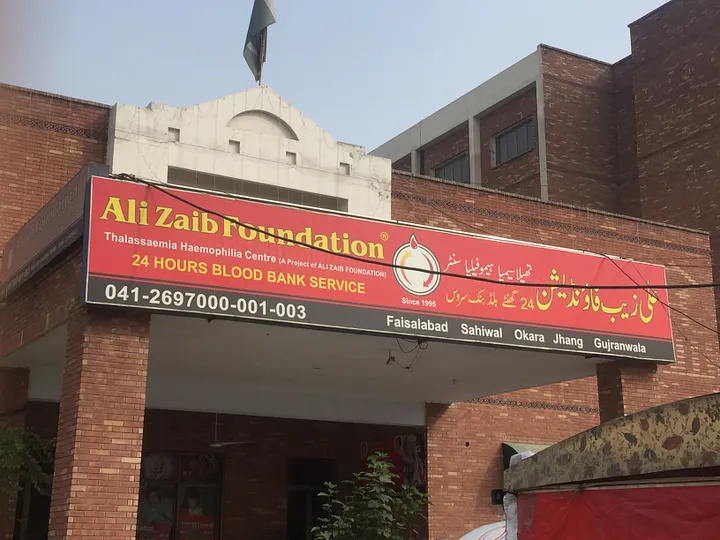 Ali Zaib Foundation®
Thalassaemia Haemophilia Centre (A Project of ALI ZAIB FOUNDATION)
24 HOURS BLOOD BANK SERVICE
041-2697000-001-003
Since 1995
تھیلاسیمیا ہیموفیلیا سنٹر
علی زیب فاؤنڈیشن
24 گھنٹے بلڈ بنک سروس
Faisalabad Sahiwal Okara Jhang Gujranwala